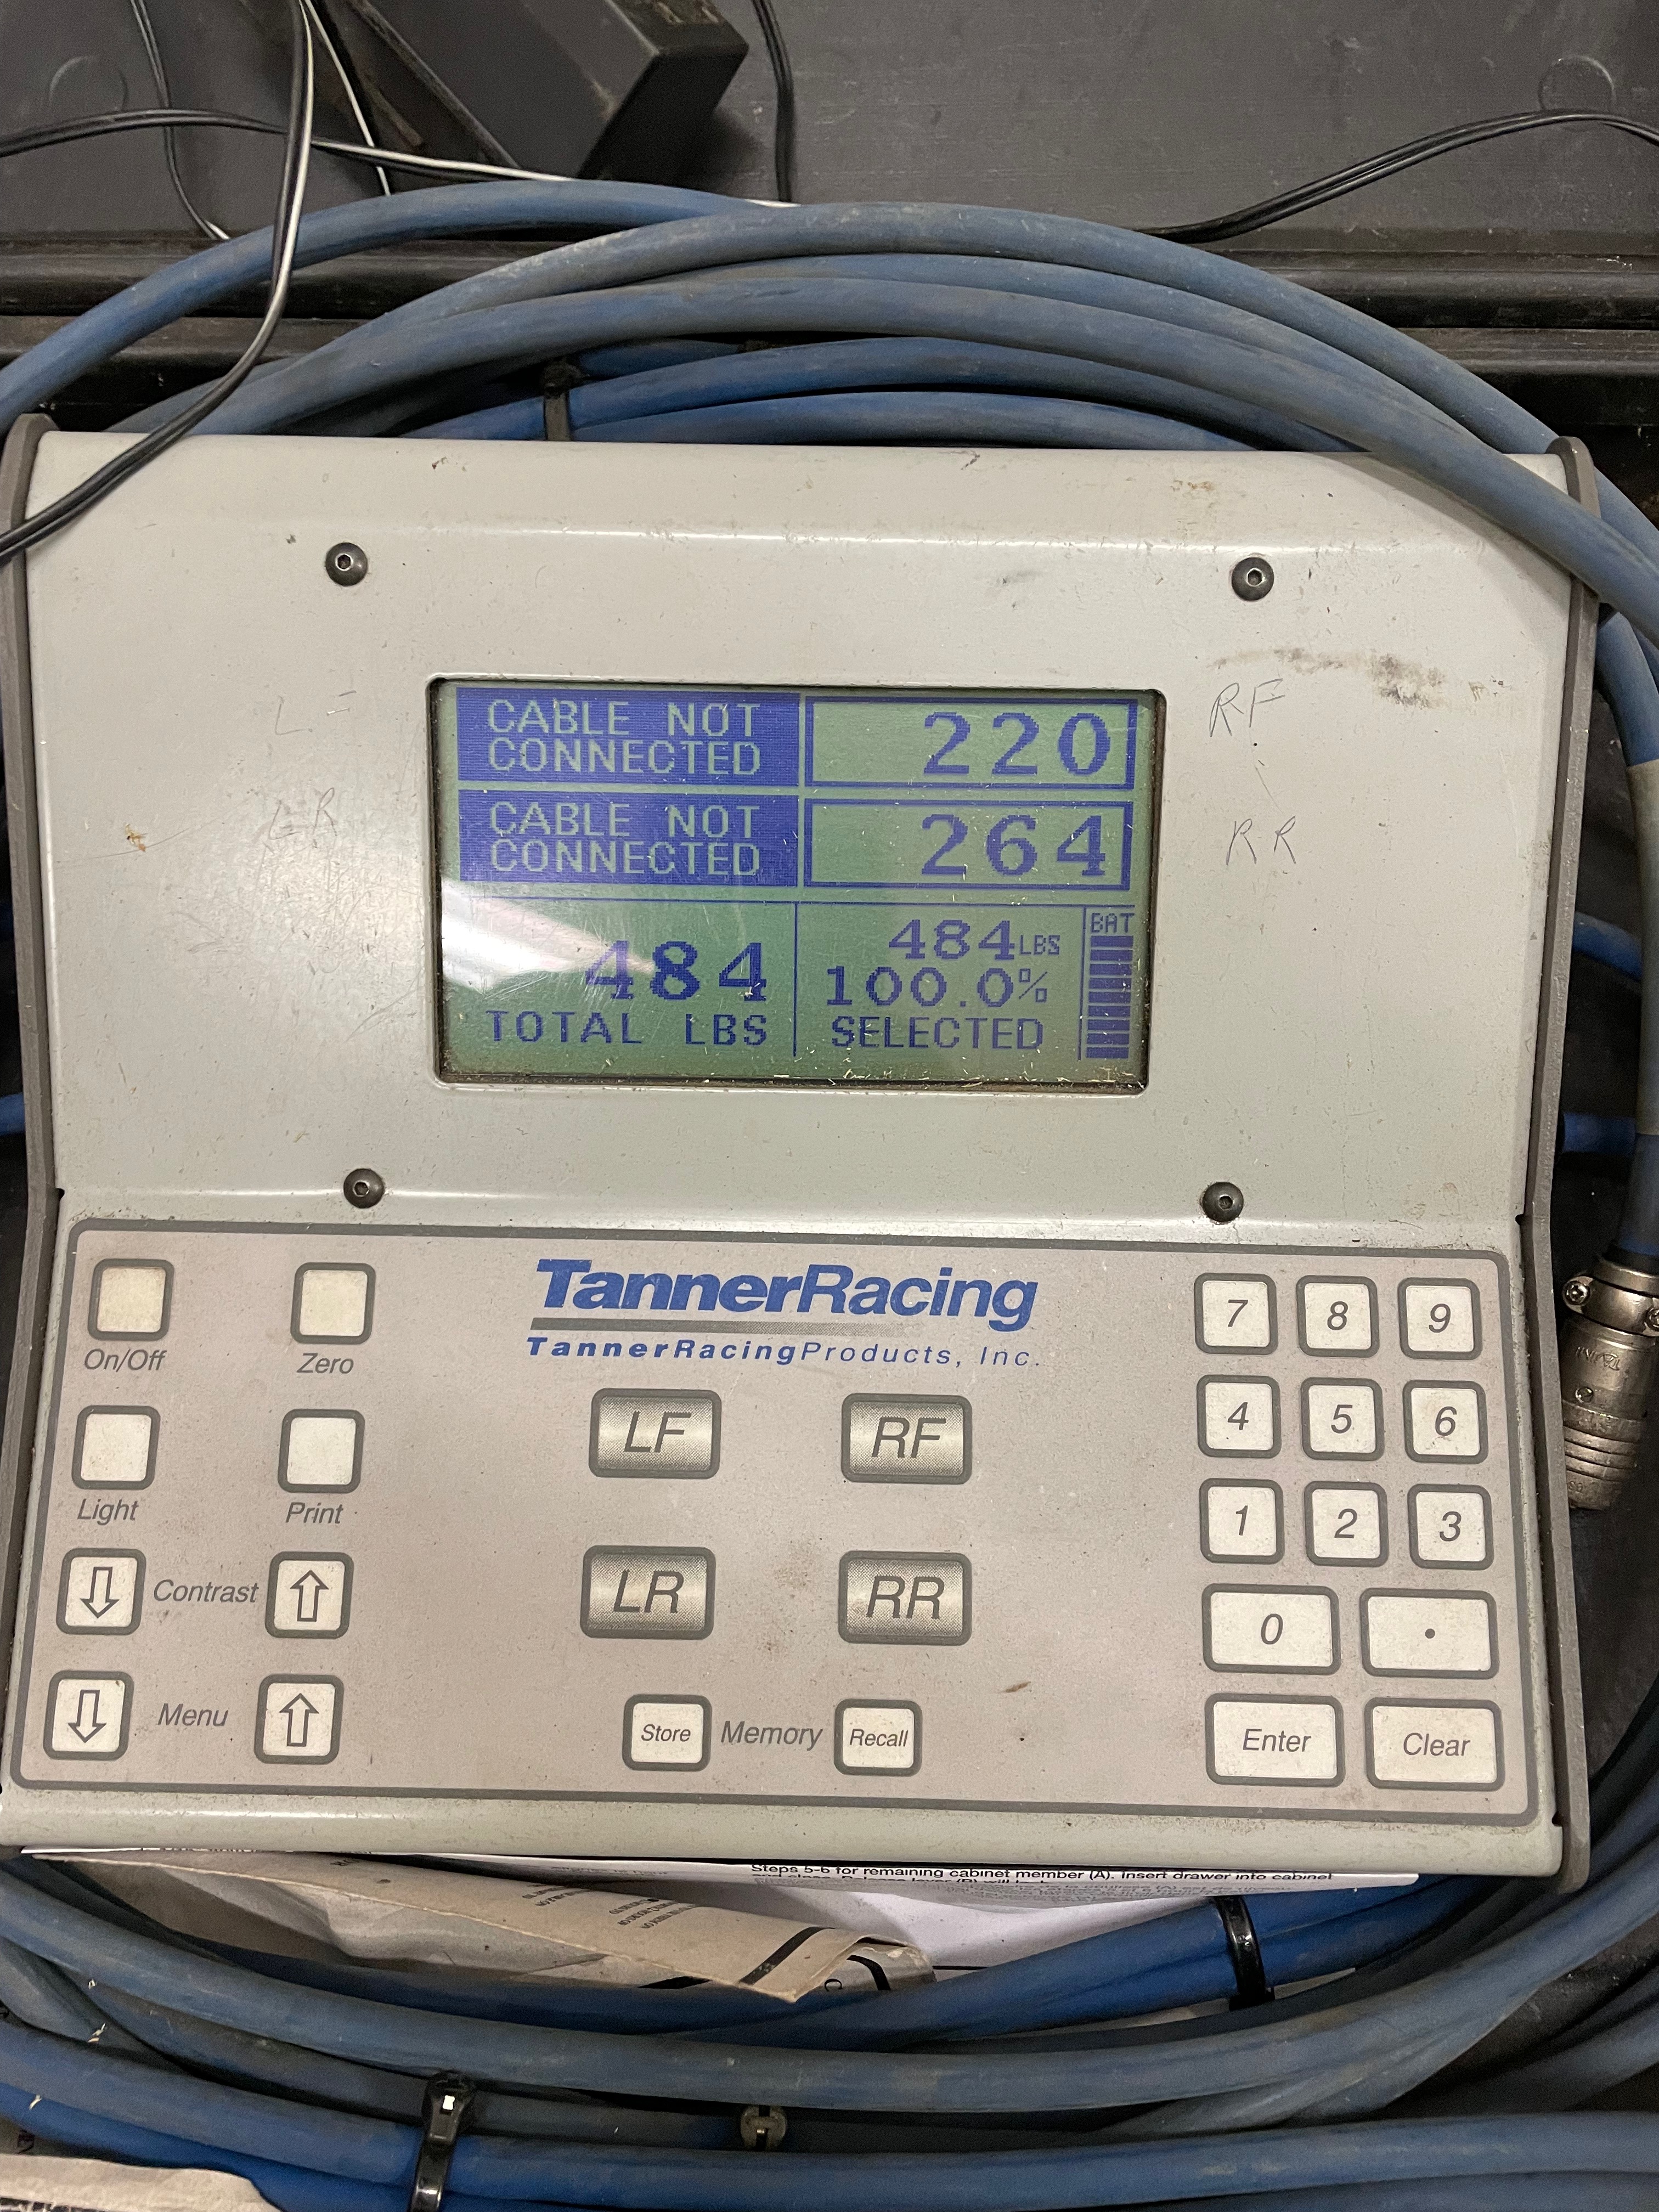 CABLE NOT
CONNECTED
220
RF
LR
CABLE NOT
CONNECTED
264
RR
484
TOTAL LBS
484LBS
100.0%
SELECTED
BAT
TannerRacing
TannerRacingProducts, Inc.
On/Off
Zero
Light
Print
Contrast
Menu
LF
RF
LR
RR
Store
Memory
Recall
7
8
9
4
5
6
1
2
3
0
.
Enter
Clear
Steps 5-6 for remaining cabinet member (A). Insert drawer into cabinet